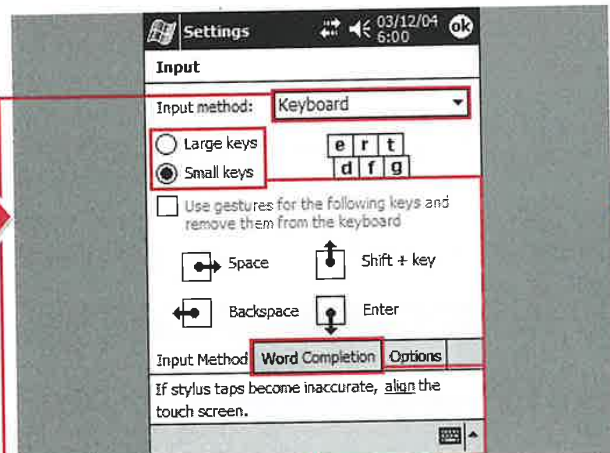 Settings 03/12/04
6:00 ok
Input
Input method: Keyboard
Large keys
e r t
Small keys
d f g
Use gestures for the following keys and
remove them from the keyboard
Space Shift + key
Backspace Enter
Input Method Word Completion Options
If stylus taps become inaccurate, align the
touch screen.